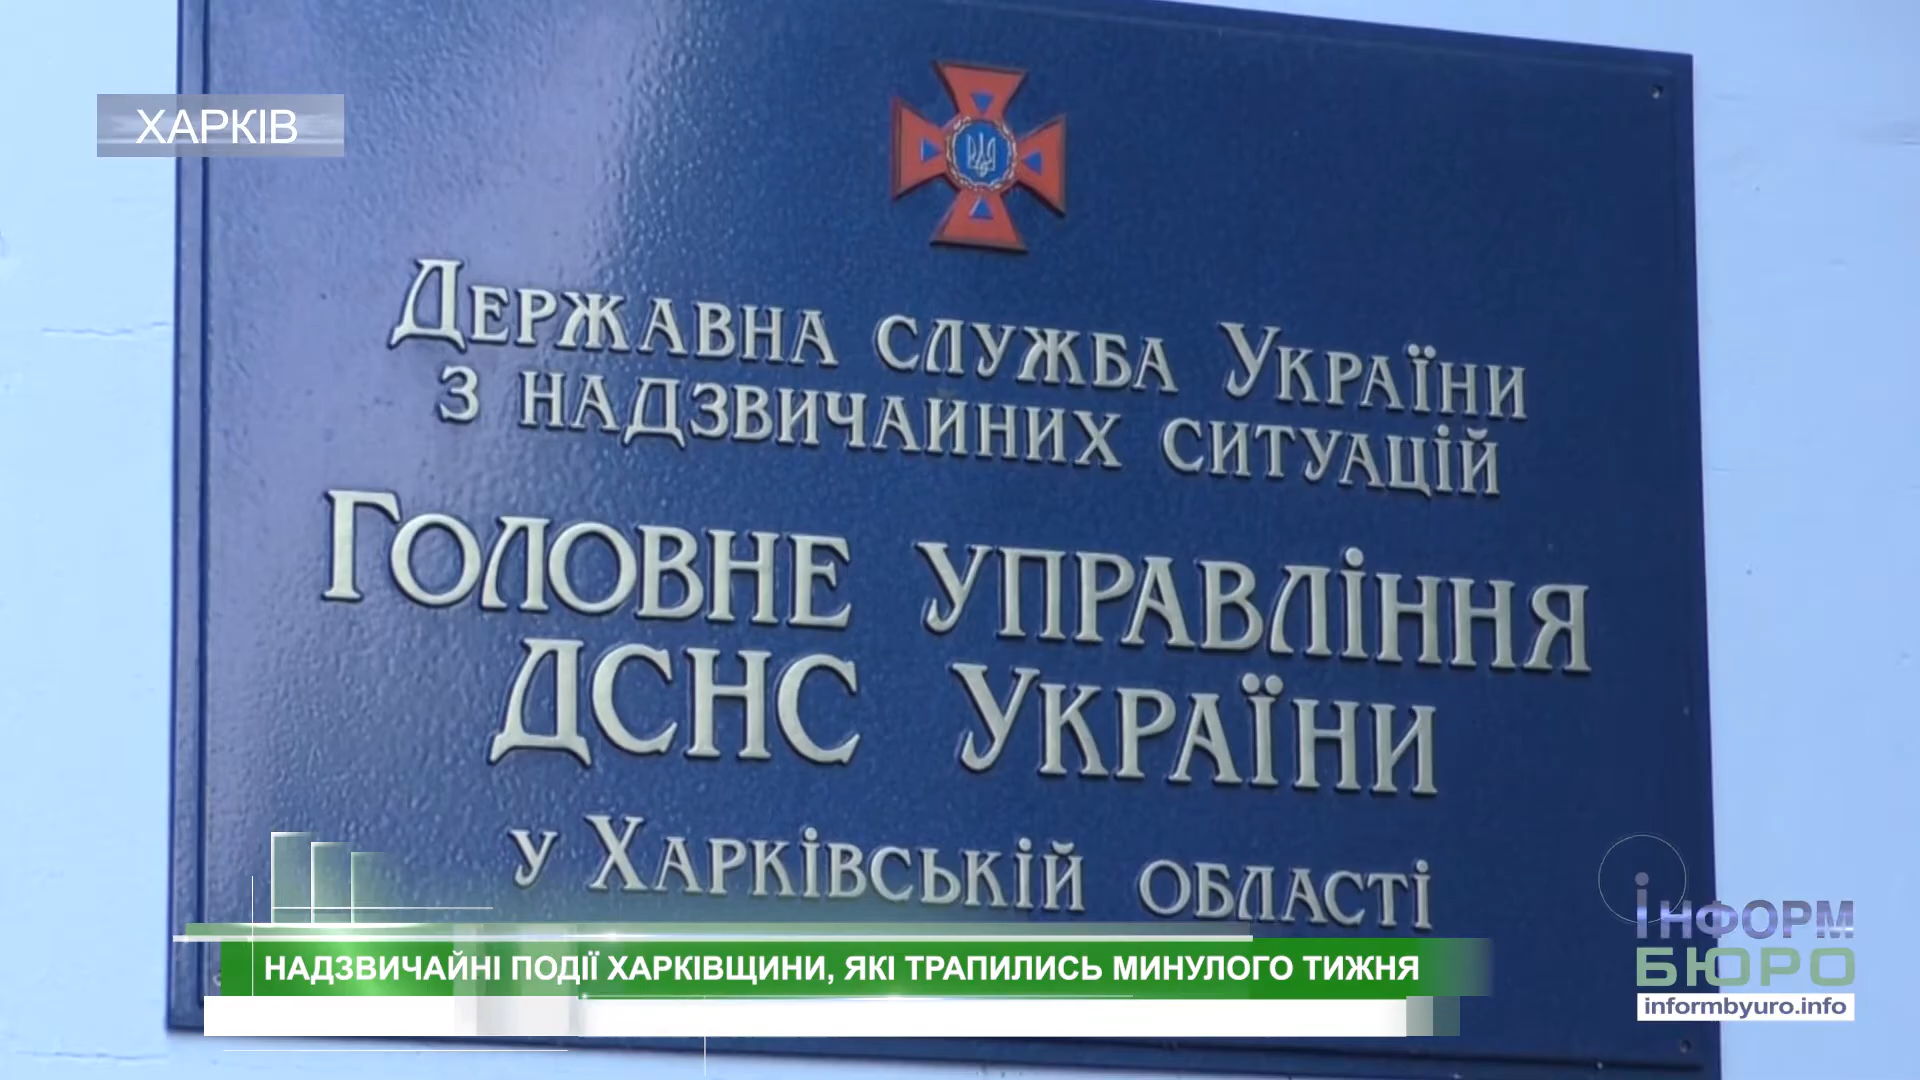 ХАРКІВ
ДЕРЖАВНА СЛУЖБА УКРАЇНИ
З НАДЗВИЧАЙНИХ СИТУАЦІЙ
ГОЛОВНЕ УПРАВЛІННЯ
ДСНС УКРАЇНИ
У ХАРКІВСЬКІЙ ОБЛАСТІ
НАДЗВИЧАЙНІ ПОДІЇ ХАРКІВЩИНИ, ЯКІ ТРАПИЛИСЬ МИНУЛОГО ТИЖНЯ
ІНФОРМ
БЮРО
informbyuro.info